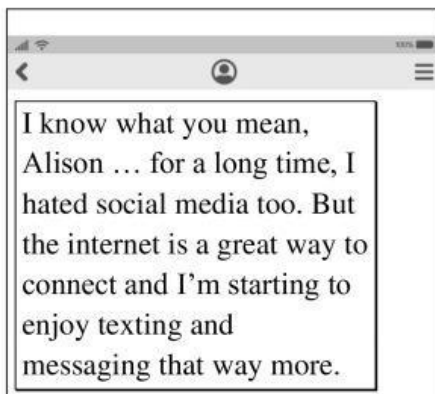 100%
I know what you mean,
Alison … for a long time, I
hated social media too. But
the internet is a great way to
connect and I’m starting to
enjoy texting and
messaging that way more.